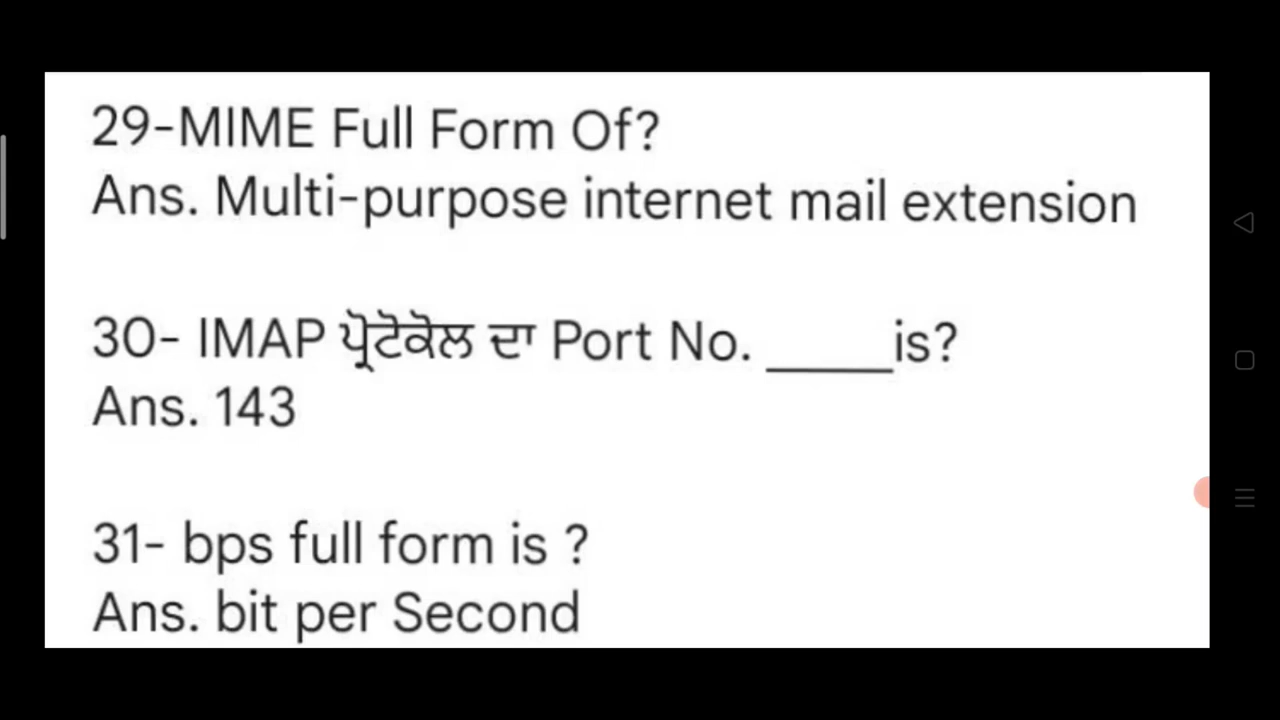 29-MIME Full Form Of?
Ans. Multi-purpose internet mail extension
30- IMAP ਪ੍ਰੋਟੋਕੋਲ ਦਾ Port No. _____is?
Ans. 143
31- bps full form is ?
Ans. bit per Second